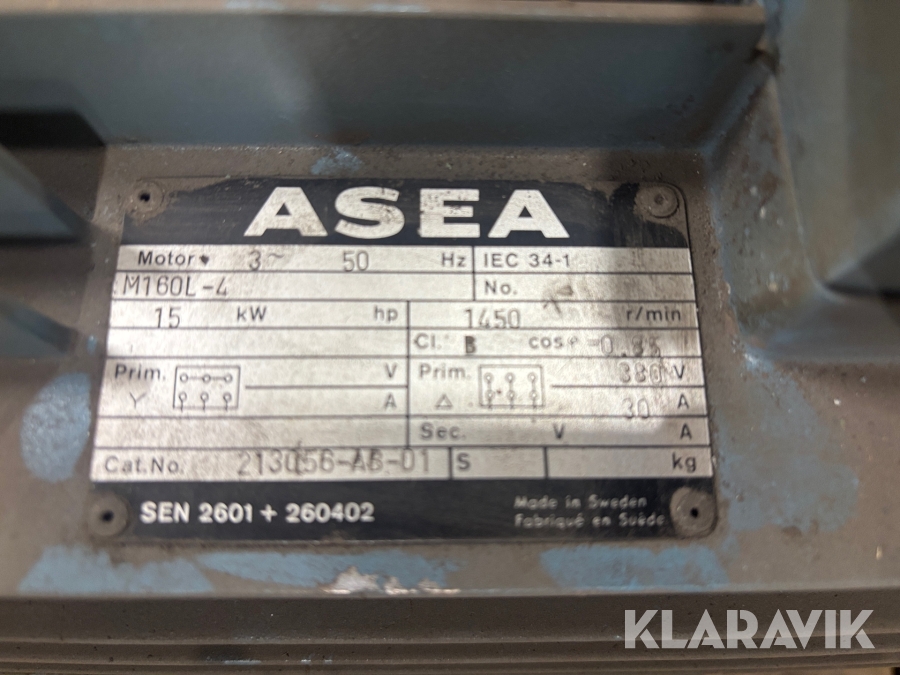 ASEA
Motor 3~ 50 Hz IEC 34-1
M160L-4 No.
15 kW hp 1450 r/min
Cl. B cosφ 0.85
Prim. V Prim. 380 V
Y A △ 30 A
Sec. V A
Cat.No. 213056-AB-01 S kg
SEN 2601 + 260402
Made in Sweden
Fabriqué en Suède
KLARAVIK